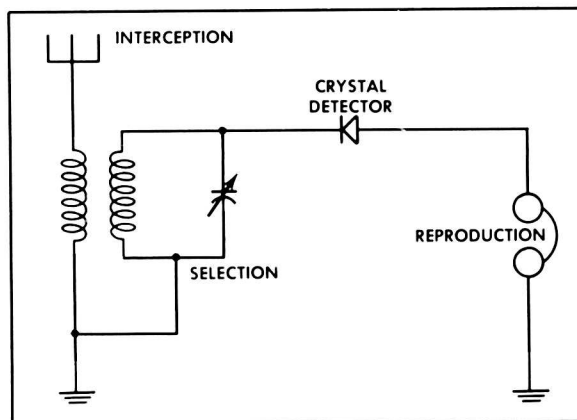 INTERCEPTION
CRYSTAL
DETECTOR
REPRODUCTION
SELECTION